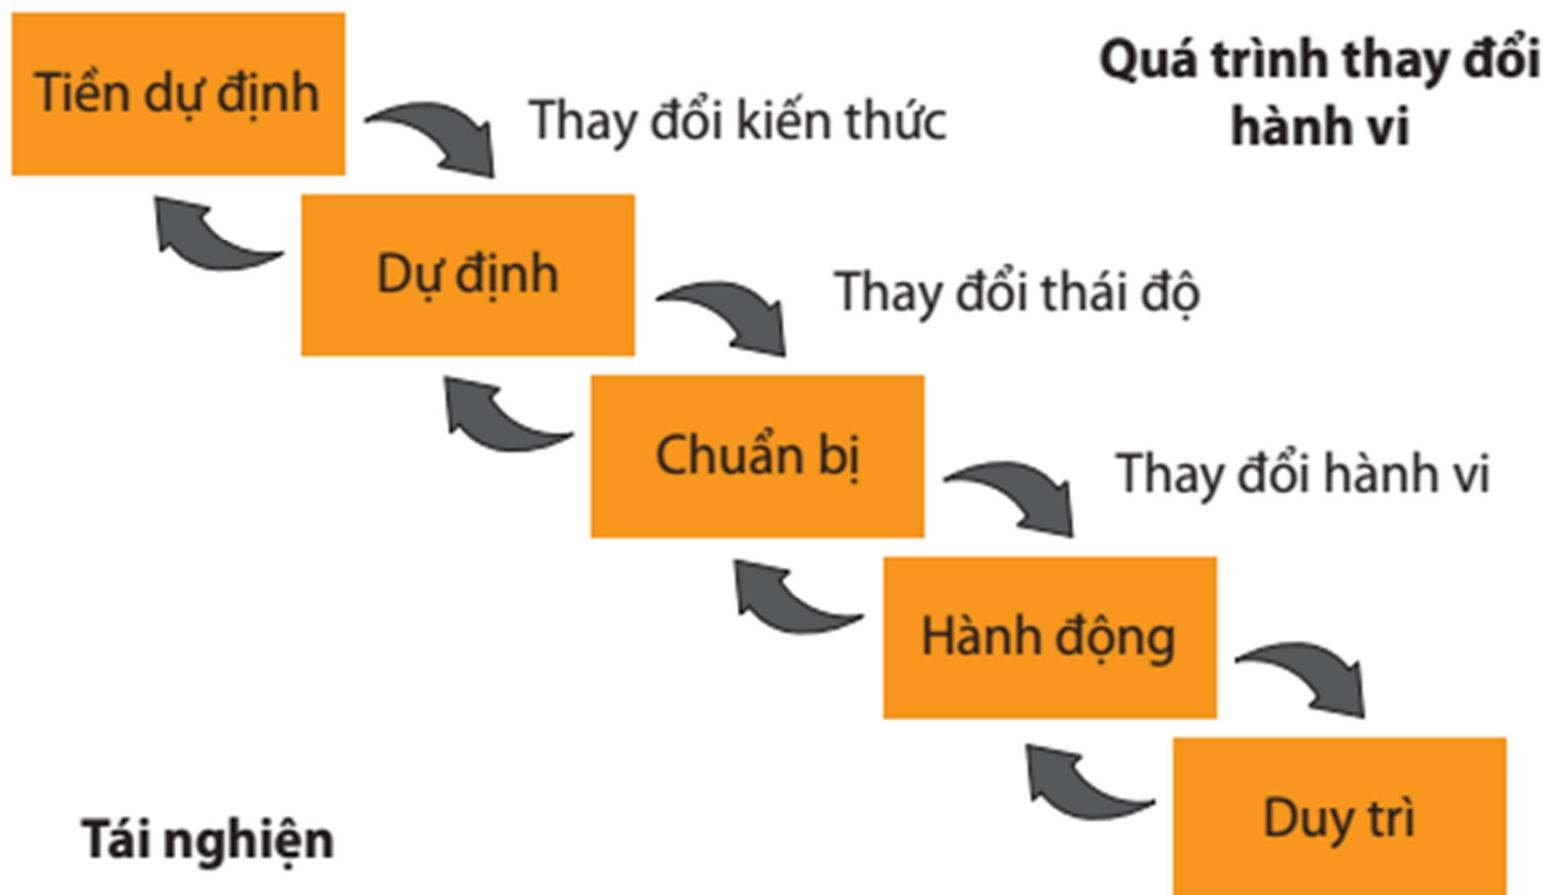 Tiền dự định
Quá trình thay đổi
hành vi
Thay đổi kiến thức
Dự định
Thay đổi thái độ
Chuẩn bị
Thay đổi hành vi
Hành động
Duy trì
Tái nghiện